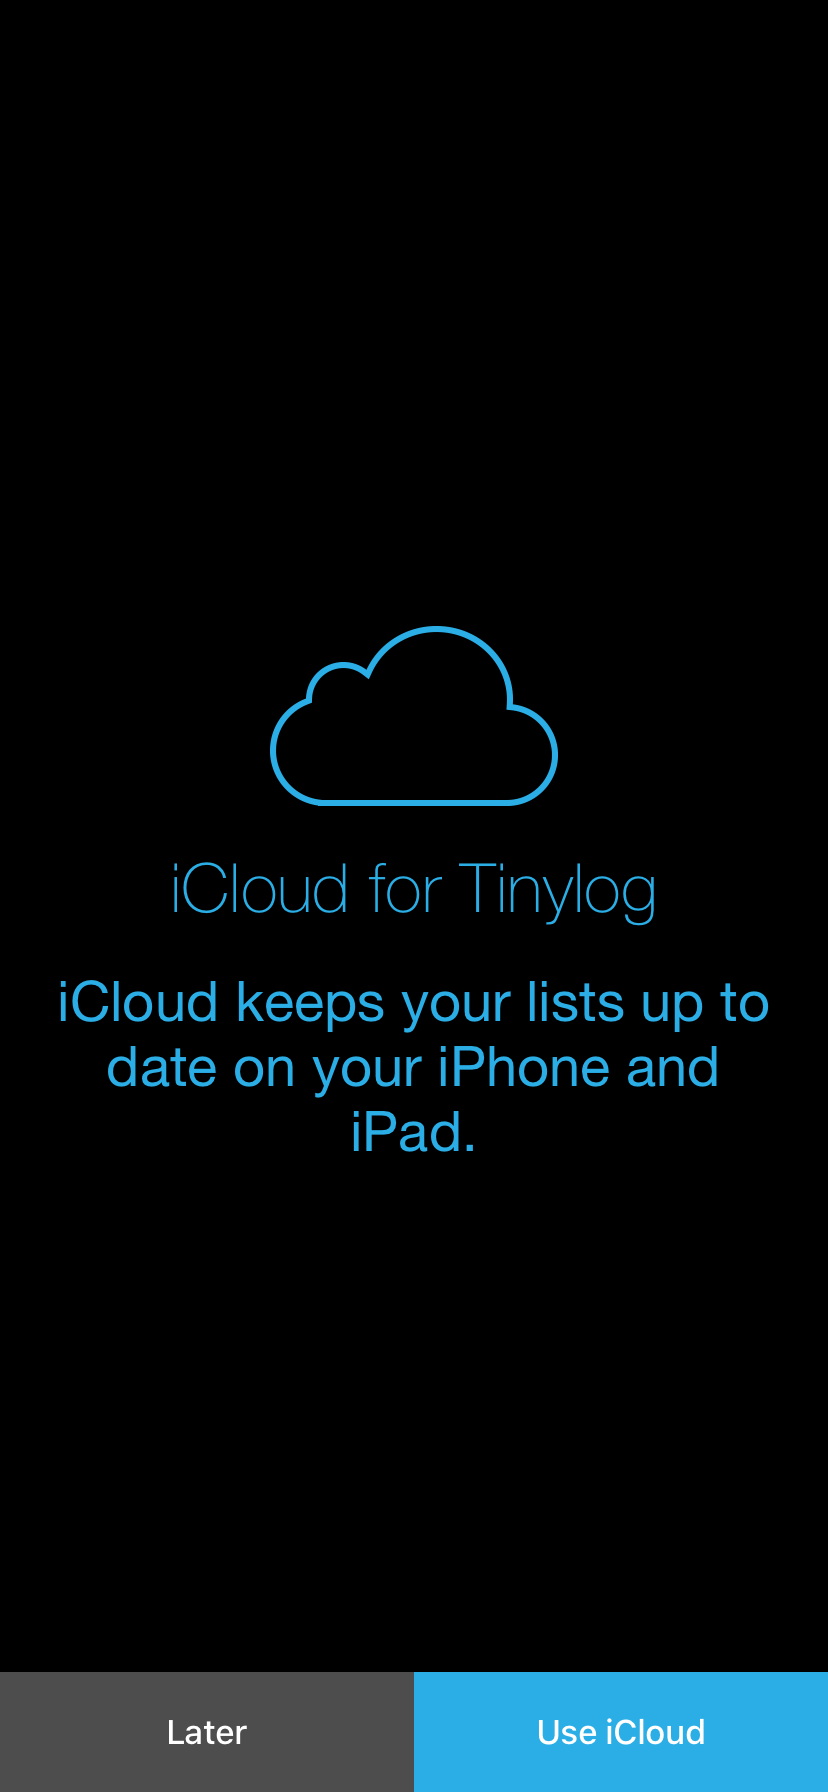 iCloud for Tinylog
iCloud keeps your lists up to
date on your iPhone and
iPad.
Later
Use iCloud